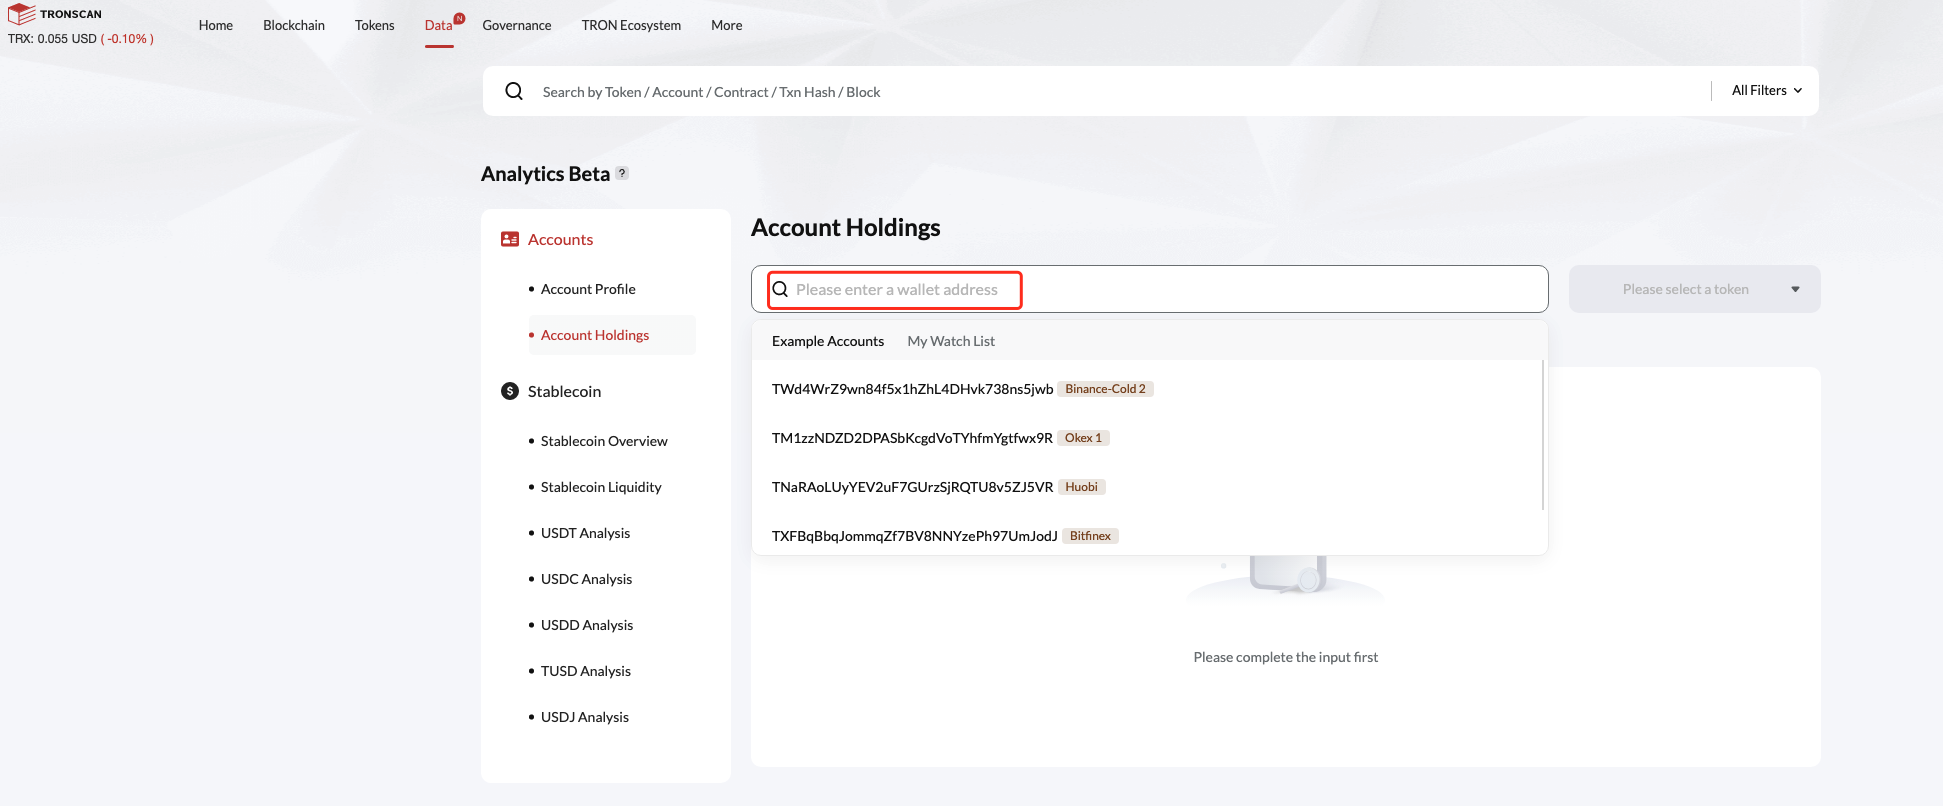 TRONSCAN
TRX: 0.055 USD ( -0.10% )
Home Blockchain Tokens Data N Governance TRON Ecosystem More
Search by Token / Account / Contract / Txn Hash / Block
All Filters
Analytics Beta ?
Accounts
Account Profile
Account Holdings
Stablecoin
Stablecoin Overview
Stablecoin Liquidity
USDT Analysis
USDC Analysis
USDD Analysis
TUSD Analysis
USDJ Analysis
Account Holdings
Please enter a wallet address
Please select a token
Example Accounts My Watch List
TWd4WrZ9wn84f5x1hZhL4DHvk738ns5jwb Binance-Cold 2
TM1zzNDZD2DPASbKcgdVoTYhfmYgtfwx9R Okex 1
TNaRAoLUyYEV2uF7GUrzSjRQTU8v5ZJ5VR Huobi
TXFBqBbqJommqZf7BV8NNYzePh97UmJodJ Bitfinex
Please complete the input first